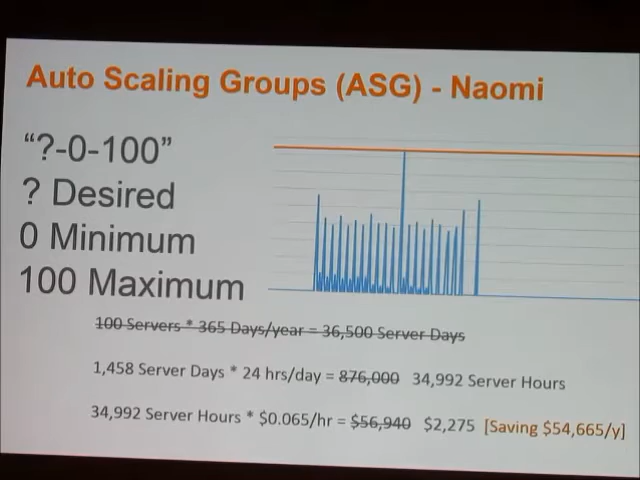 Auto Scaling Groups (ASG) - Naomi
“?-0-100”
? Desired
0 Minimum
100 Maximum
100 Servers * 365 Days/year = 36,500 Server Days
1,458 Server Days * 24 hrs/day = 876,000 34,992 Server Hours
34,992 Server Hours * $0.065/hr = $56,940 $2,275 [Saving $54,665/y]